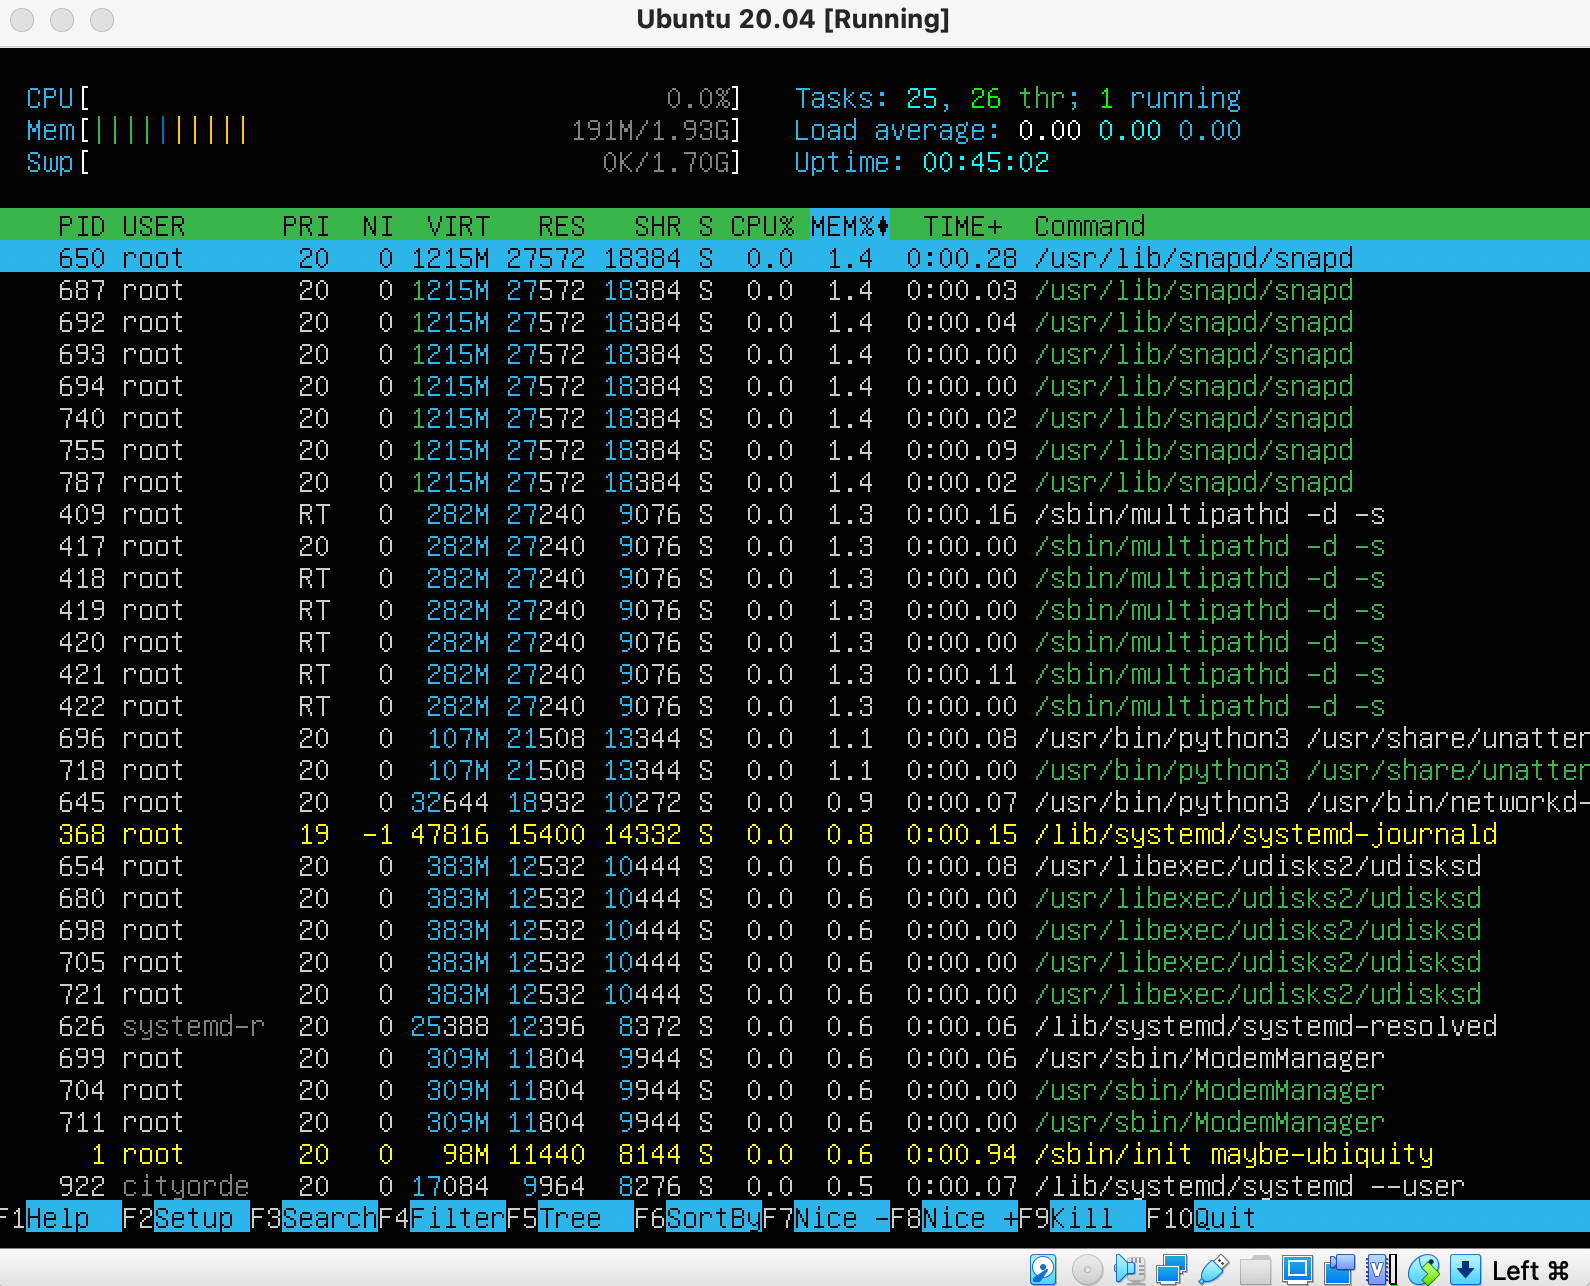 Ubuntu 20.04 [Running]
CPU[ 0.0%] Tasks: 25, 26 thr; 1 running
Mem[|||||||||| 191M/1.93G] Load average: 0.00 0.00 0.00
Swp[ 0K/1.70G] Uptime: 00:45:02
PID USER PRI NI VIRT RES SHR S CPU% MEM% TIME+ Command
650 root 20 0 1215M 27572 18384 S 0.0 1.4 0:00.28 /usr/lib/snapd/snapd
687 root 20 0 1215M 27572 18384 S 0.0 1.4 0:00.03 /usr/lib/snapd/snapd
692 root 20 0 1215M 27572 18384 S 0.0 1.4 0:00.04 /usr/lib/snapd/snapd
693 root 20 0 1215M 27572 18384 S 0.0 1.4 0:00.00 /usr/lib/snapd/snapd
694 root 20 0 1215M 27572 18384 S 0.0 1.4 0:00.00 /usr/lib/snapd/snapd
740 root 20 0 1215M 27572 18384 S 0.0 1.4 0:00.02 /usr/lib/snapd/snapd
755 root 20 0 1215M 27572 18384 S 0.0 1.4 0:00.09 /usr/lib/snapd/snapd
787 root 20 0 1215M 27572 18384 S 0.0 1.4 0:00.02 /usr/lib/snapd/snapd
409 root RT 0 282M 27240 9076 S 0.0 1.3 0:00.16 /sbin/multipathd -d -s
417 root 20 0 282M 27240 9076 S 0.0 1.3 0:00.00 /sbin/multipathd -d -s
418 root RT 0 282M 27240 9076 S 0.0 1.3 0:00.00 /sbin/multipathd -d -s
419 root RT 0 282M 27240 9076 S 0.0 1.3 0:00.00 /sbin/multipathd -d -s
420 root RT 0 282M 27240 9076 S 0.0 1.3 0:00.00 /sbin/multipathd -d -s
421 root RT 0 282M 27240 9076 S 0.0 1.3 0:00.11 /sbin/multipathd -d -s
422 root RT 0 282M 27240 9076 S 0.0 1.3 0:00.00 /sbin/multipathd -d -s
696 root 20 0 107M 21508 13344 S 0.0 1.1 0:00.08 /usr/bin/python3 /usr/share/unatter
718 root 20 0 107M 21508 13344 S 0.0 1.1 0:00.00 /usr/bin/python3 /usr/share/unatter
645 root 20 0 32644 18932 10272 S 0.0 0.9 0:00.07 /usr/bin/python3 /usr/bin/networkd-
368 root 19 -1 47816 15400 14332 S 0.0 0.8 0:00.15 /lib/systemd/systemd-journald
654 root 20 0 383M 12532 10444 S 0.0 0.6 0:00.08 /usr/libexec/udisks2/udisksd
680 root 20 0 383M 12532 10444 S 0.0 0.6 0:00.00 /usr/libexec/udisks2/udisksd
698 root 20 0 383M 12532 10444 S 0.0 0.6 0:00.00 /usr/libexec/udisks2/udisksd
705 root 20 0 383M 12532 10444 S 0.0 0.6 0:00.00 /usr/libexec/udisks2/udisksd
721 root 20 0 383M 12532 10444 S 0.0 0.6 0:00.00 /usr/libexec/udisks2/udisksd
626 systemd-r 20 0 25388 12396 8372 S 0.0 0.6 0:00.06 /lib/systemd/systemd-resolved
699 root 20 0 309M 11804 9944 S 0.0 0.6 0:00.06 /usr/sbin/ModemManager
704 root 20 0 309M 11804 9944 S 0.0 0.6 0:00.00 /usr/sbin/ModemManager
711 root 20 0 309M 11804 9944 S 0.0 0.6 0:00.00 /usr/sbin/ModemManager
1 root 20 0 98M 11440 8144 S 0.0 0.6 0:00.94 /sbin/init maybe-ubiquity
922 cityorde 20 0 17084 9964 8276 S 0.0 0.5 0:00.07 /lib/systemd/systemd --user
F1Help F2Setup F3SearchF4FilterF5Tree F6SortByF7Nice -F8Nice +F9Kill F10Quit
Left ⌘